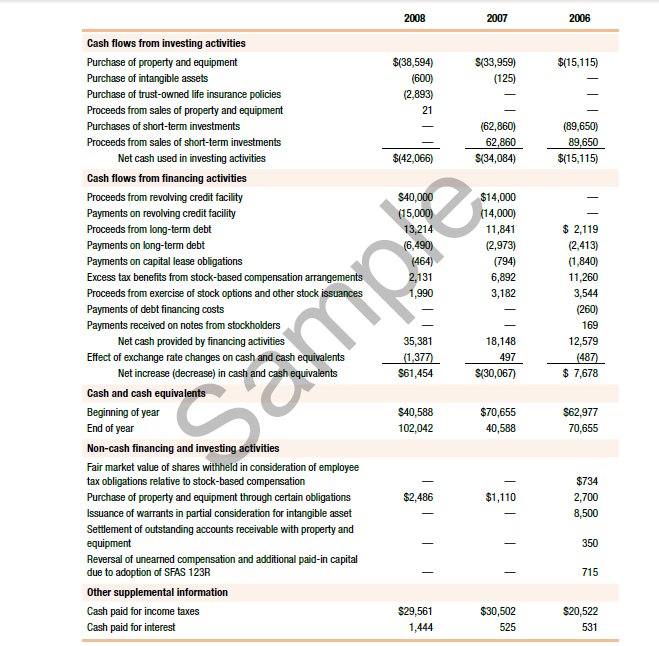 2008 2007 2006
Cash flows from investing activities
Purchase of property and equipment $(38,594) $(33,959) $(15,115)
Purchase of intangible assets (600) (125) —
Purchase of trust-owned life insurance policies (2,893) — —
Proceeds from sales of property and equipment 21 — —
Purchases of short-term investments — (62,860) (89,650)
Proceeds from sales of short-term investments — 62,860 89,650
Net cash used in investing activities $(42,066) $(34,084) $(15,115)
Cash flows from financing activities
Proceeds from revolving credit facility $40,000 $14,000 —
Payments on revolving credit facility (15,000) (14,000) —
Proceeds from long-term debt 13,214 11,841 $ 2,119
Payments on long-term debt (6,490) (2,973) (2,413)
Payments on capital lease obligations (464) (794) (1,840)
Excess tax benefits from stock-based compensation arrangements 2,131 6,892 11,260
Proceeds from exercise of stock options and other stock issuances 1,990 3,182 3,544
Payments of debt financing costs — — (260)
Payments received on notes from stockholders — — 169
Net cash provided by financing activities 35,381 18,148 12,579
Effect of exchange rate changes on cash and cash equivalents (1,377) 497 (487)
Net increase (decrease) in cash and cash equivalents $61,454 $(30,067) $ 7,678
Cash and cash equivalents
Beginning of year $40,588 $70,655 $62,977
End of year 102,042 40,588 70,655
Non-cash financing and investing activities
Fair market value of shares withheld in consideration of employee
tax obligations relative to stock-based compensation — — $734
Purchase of property and equipment through certain obligations $2,486 $1,110 2,700
Issuance of warrants in partial consideration for intangible asset — — 8,500
Settlement of outstanding accounts receivable with property and
equipment — — 350
Reversal of unearned compensation and additional paid-in capital
due to adoption of SFAS 123R — — 715
Other supplemental information
Cash paid for income taxes $29,561 $30,502 $20,522
Cash paid for interest 1,444 525 531
Sample